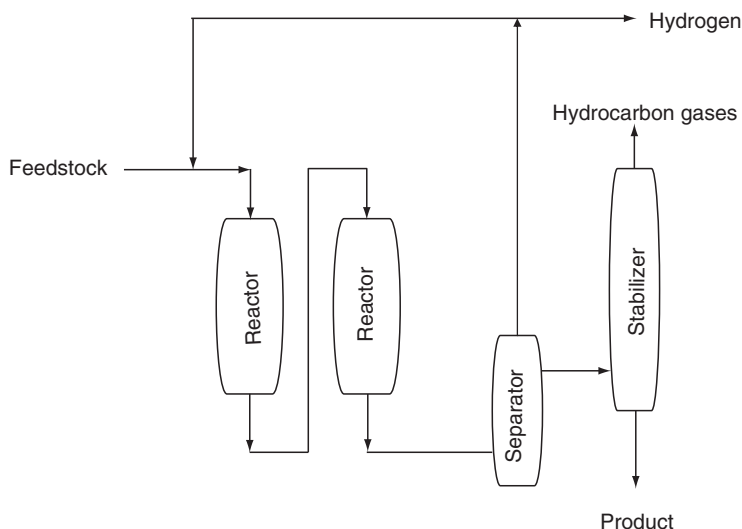 Hydrogen
Hydrocarbon gases
Feedstock
Reactor
Reactor
Separator
Stabilizer
Product